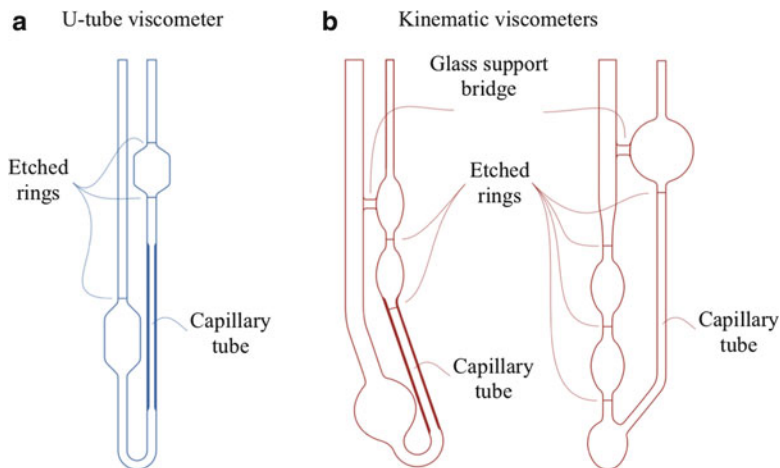 a U-tube viscometer
b Kinematic viscometers
Glass support
bridge
Etched
rings
Etched
rings
Capillary
tube
Capillary
tube
Capillary
tube